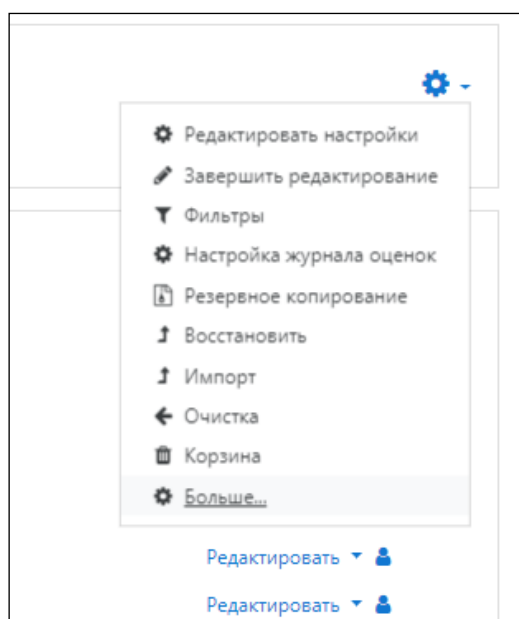 Редактировать настройки
Завершить редактирование
Фильтры
Настройка журнала оценок
Резервное копирование
Восстановить
Импорт
Очистка
Корзина
Больше...
Редактировать
Редактировать